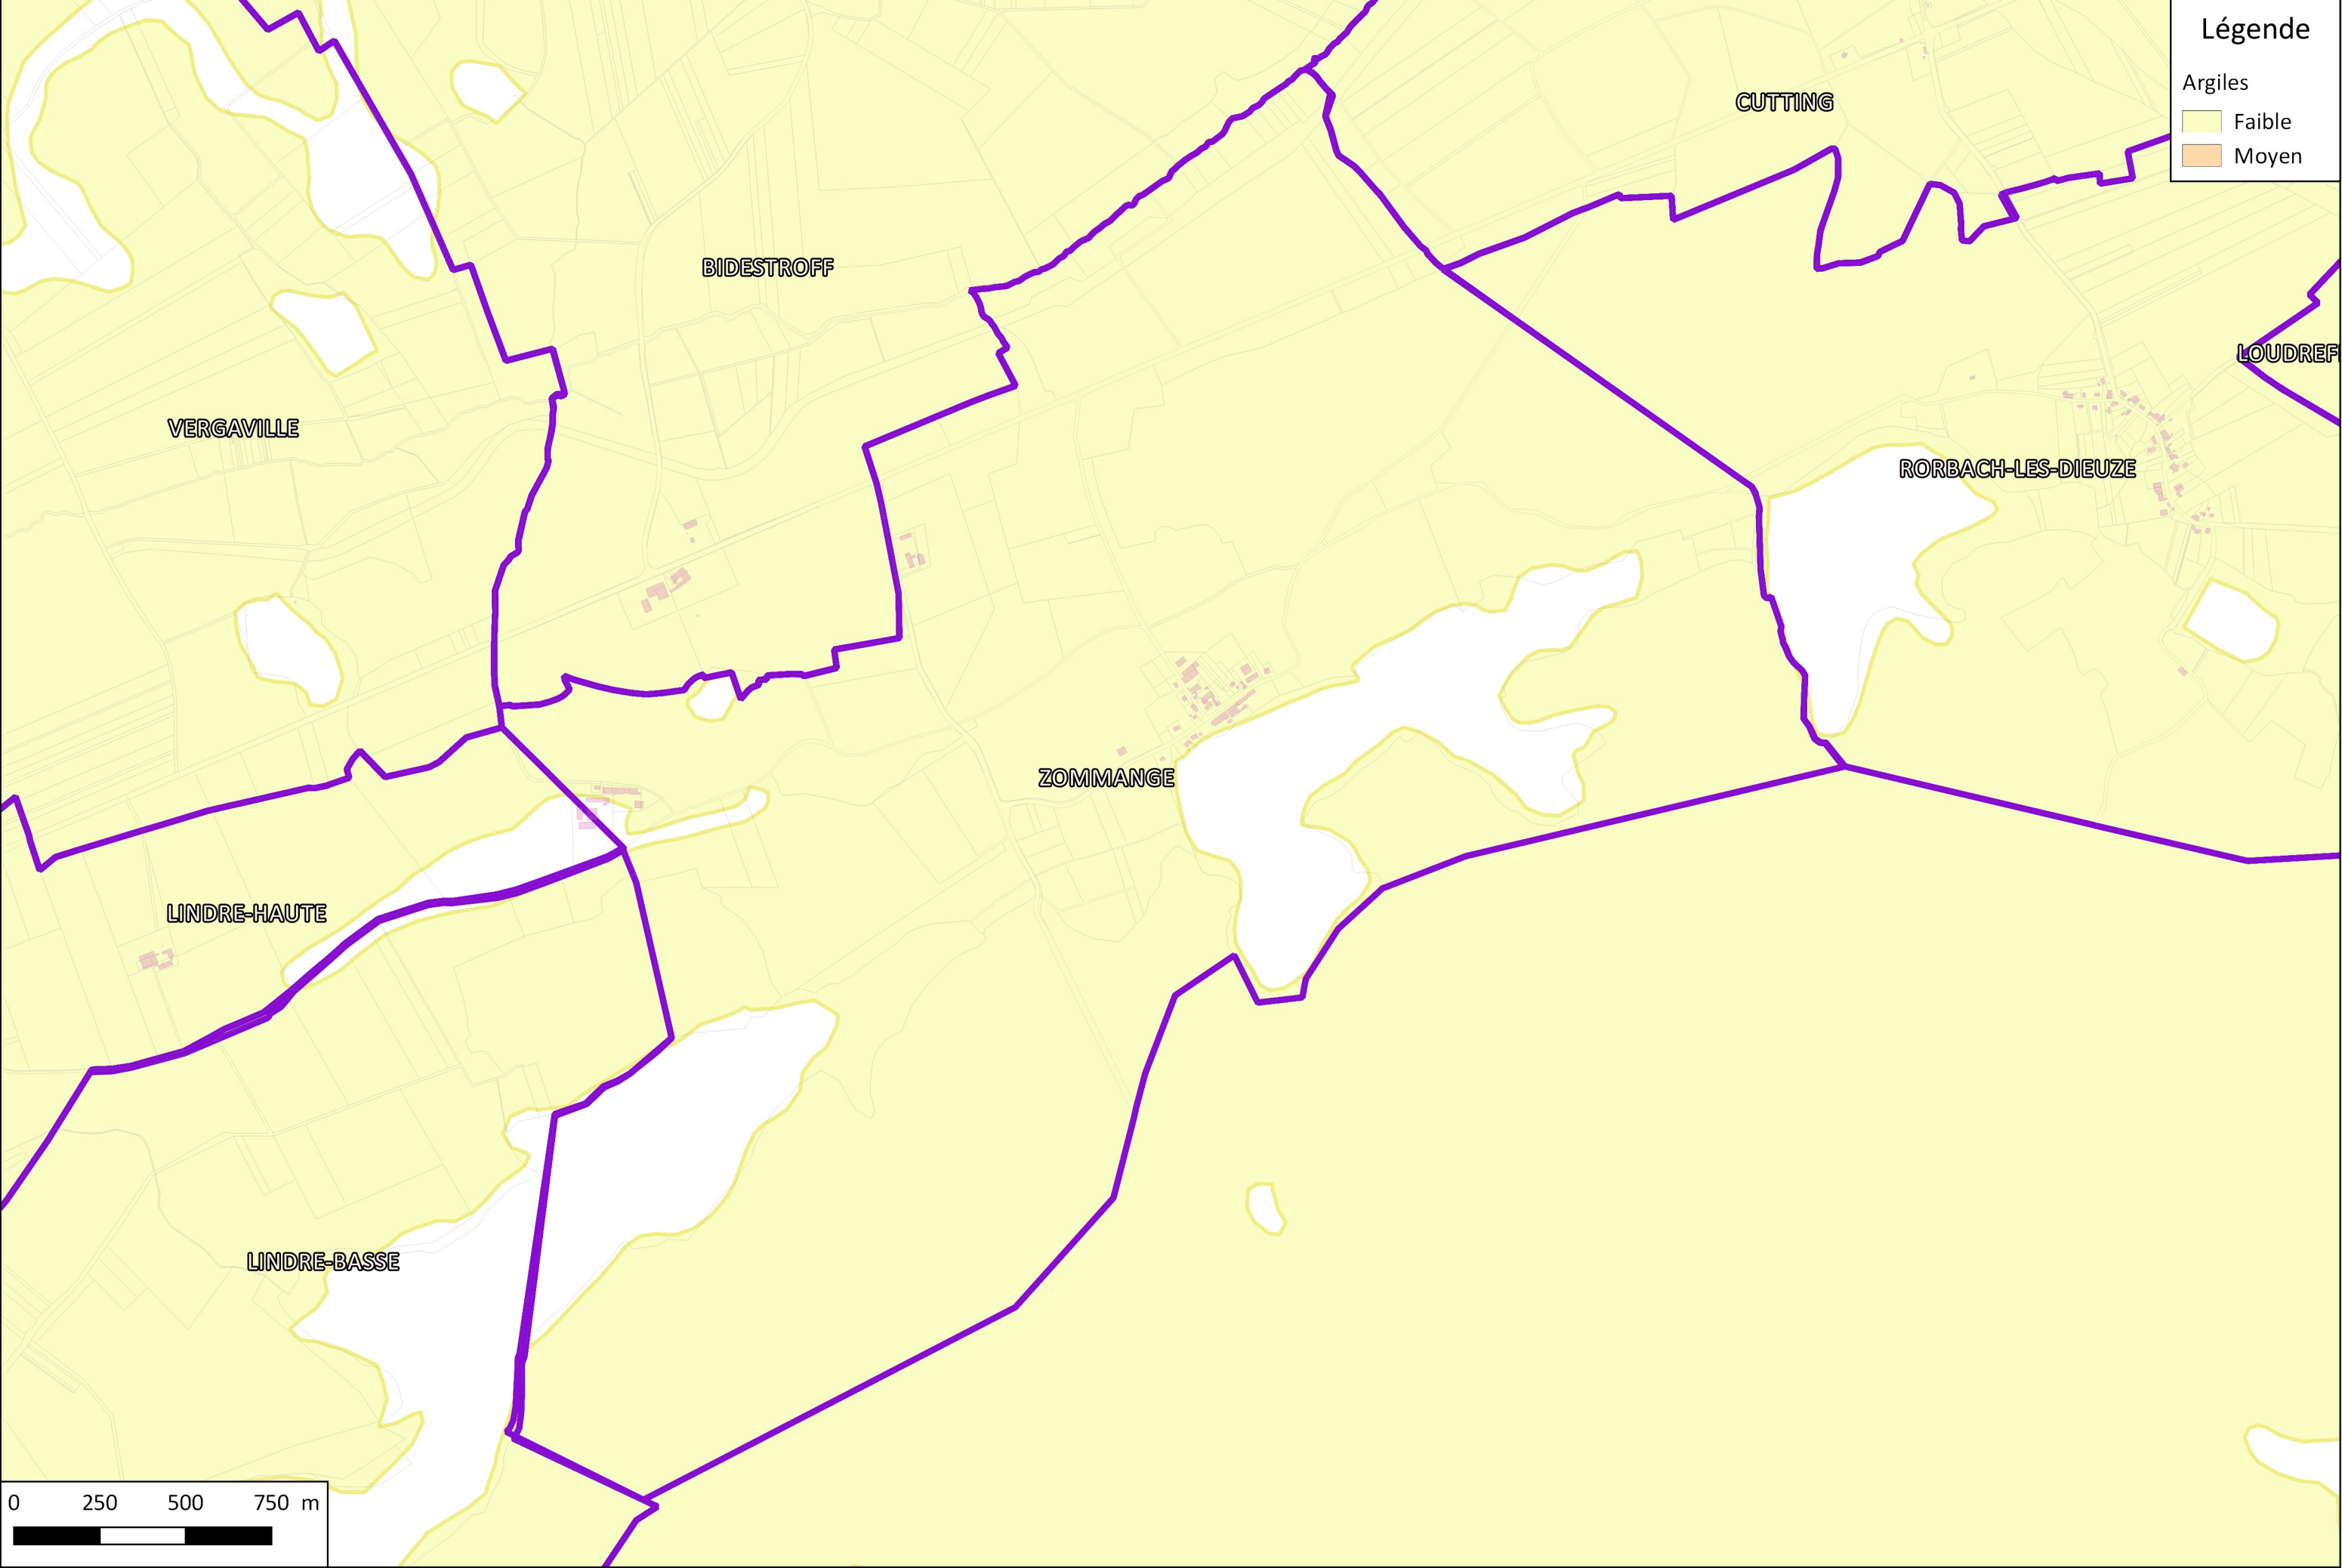 Légende
Argiles
Faible
Moyen
CUTTING
BIDESTROFF
LOUDREF
VERGAVILLE
RORBACH-LES-DIEUZE
ZOMMANGE
LINDRE-HAUTE
LINDRE-BASSE
0 250 500 750 m